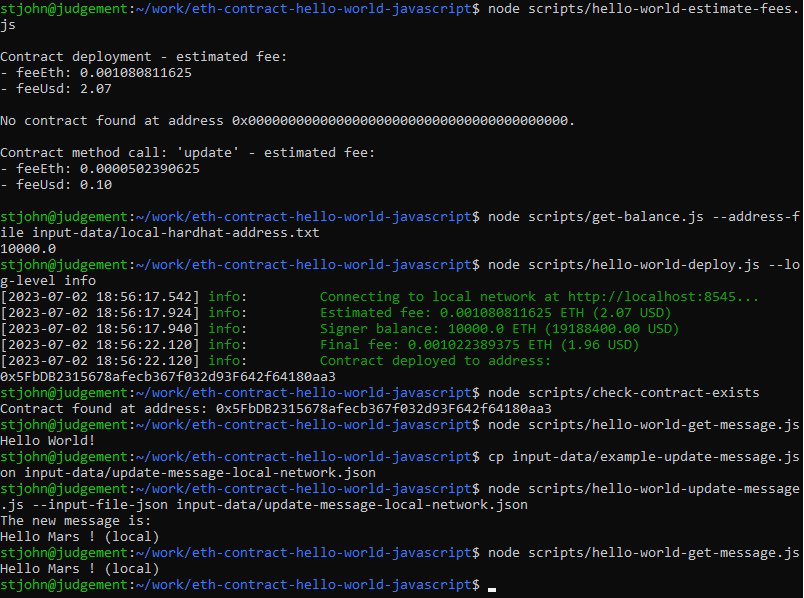 stjohn@judgement:~/work/eth-contract-hello-world-javascript$ node scripts/hello-world-estimate-fees.
js
Contract deployment - estimated fee:
- feeEth: 0.001080811625
- feeUsd: 2.07
No contract found at address 0x0000000000000000000000000000000000000000.
Contract method call: 'update' - estimated fee:
- feeEth: 0.0000502390625
- feeUsd: 0.10
stjohn@judgement:~/work/eth-contract-hello-world-javascript$ node scripts/get-balance.js --address-f
ile input-data/local-hardhat-address.txt
10000.0
stjohn@judgement:~/work/eth-contract-hello-world-javascript$ node scripts/hello-world-deploy.js --lo
g-level info
[2023-07-02 18:56:17.542] info: Connecting to local network at http://localhost:8545...
[2023-07-02 18:56:17.924] info: Estimated fee: 0.001080811625 ETH (2.07 USD)
[2023-07-02 18:56:17.940] info: Signer balance: 10000.0 ETH (19188400.00 USD)
[2023-07-02 18:56:22.120] info: Final fee: 0.001022389375 ETH (1.96 USD)
[2023-07-02 18:56:22.120] info: Contract deployed to address:
0x5FbDB2315678afecb367f032d93F642f64180aa3
stjohn@judgement:~/work/eth-contract-hello-world-javascript$ node scripts/check-contract-exists
Contract found at address: 0x5FbDB2315678afecb367f032d93F642f64180aa3
stjohn@judgement:~/work/eth-contract-hello-world-javascript$ node scripts/hello-world-get-message.js
Hello World!
stjohn@judgement:~/work/eth-contract-hello-world-javascript$ cp input-data/example-update-message.js
on input-data/update-message-local-network.json
stjohn@judgement:~/work/eth-contract-hello-world-javascript$ node scripts/hello-world-update-message
.js --input-file-json input-data/update-message-local-network.json
The new message is:
Hello Mars ! (local)
stjohn@judgement:~/work/eth-contract-hello-world-javascript$ node scripts/hello-world-get-message.js
Hello Mars ! (local)
stjohn@judgement:~/work/eth-contract-hello-world-javascript$